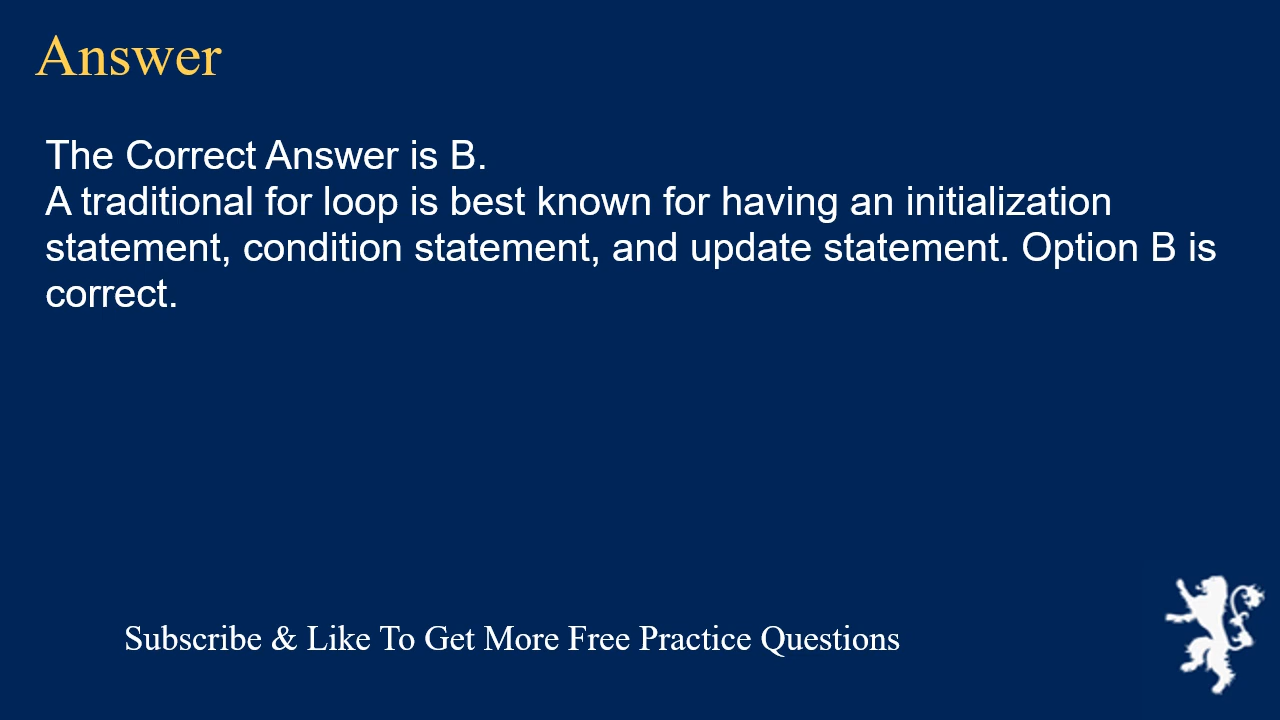 Answer
The Correct Answer is B.
A traditional for loop is best known for having an initialization
statement, condition statement, and update statement. Option B is
correct.
Subscribe & Like To Get More Free Practice Questions